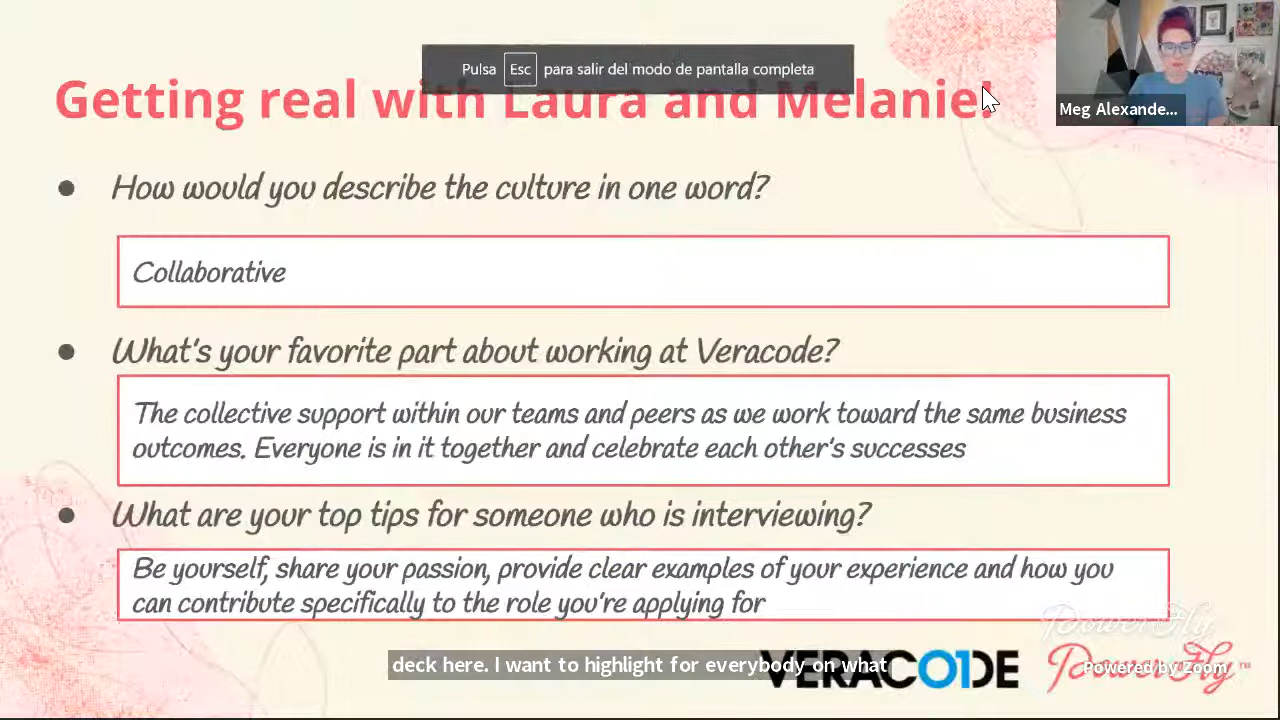 Pulsa Esc para salir del modo de pantalla completa
Getting real with Laura and Melanie!
Meg Alexande...
● How would you describe the culture in one word?
Collaborative
● What's your favorite part about working at Veracode?
The collective support within our teams and peers as we work toward the same business
outcomes. Everyone is in it together and celebrate each other's successes
● What are your top tips for someone who is interviewing?
Be yourself, share your passion, provide clear examples of your experience and how you
can contribute specifically to the role you're applying for
PowerFly
deck here. I want to highlight for everybody on what
VERACODE
PowerFly™
Powered by Zoom